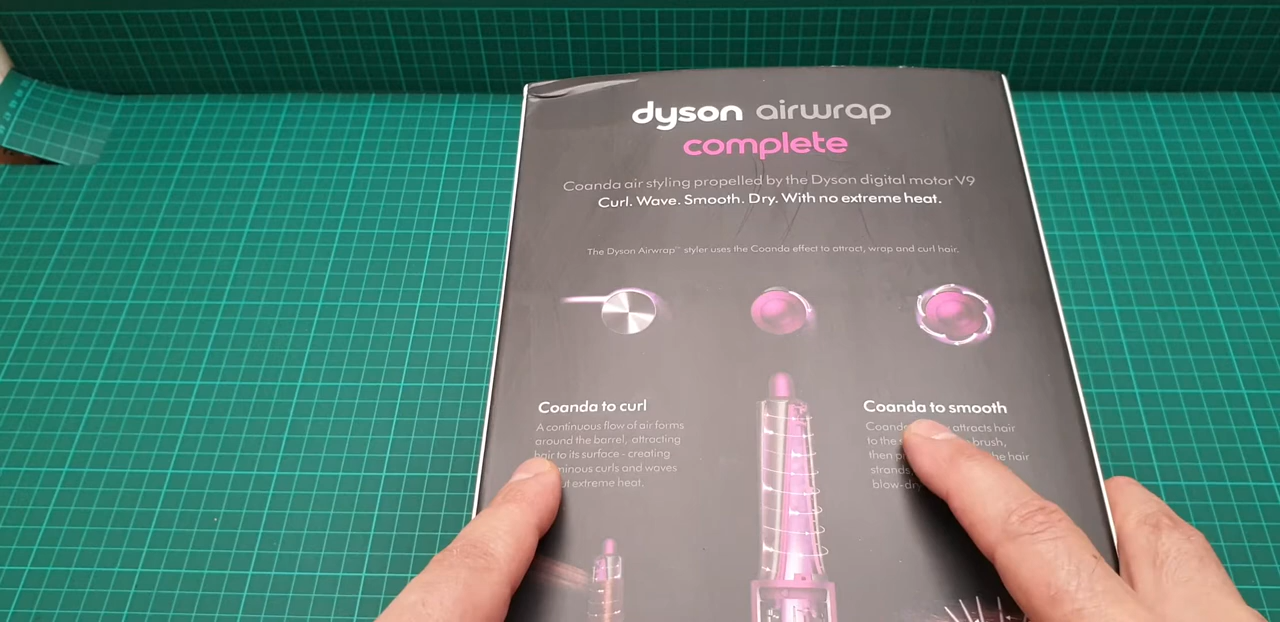 dyson airwrap
complete
Coanda air styling propelled by the Dyson digital motor V9
Curl. Wave. Smooth. Dry. With no extreme heat.
The Dyson Airwrap™ styler uses the Coanda effect to attract, wrap and curl hair.
Coanda to curl
A continuous flow of air forms
around the barrel, attracting
hair to its surface - creating
curls and waves
extreme heat.
Coanda to smooth
attracts hair
to the brush,
then hair
strands
blow-dry